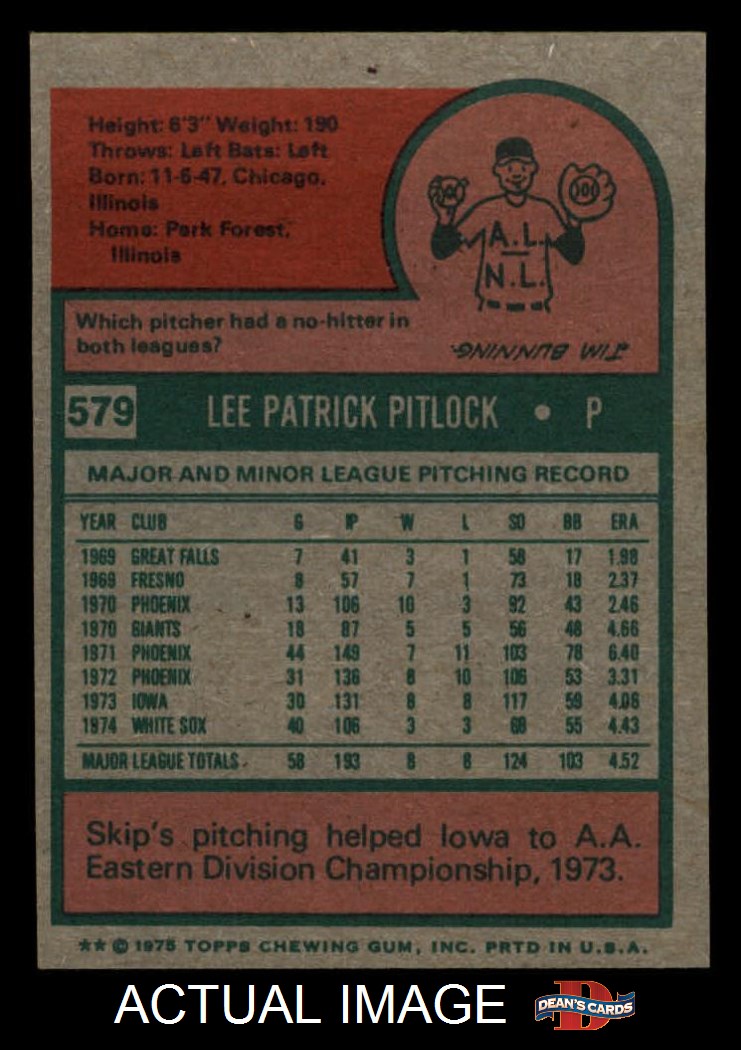 Height: 6'3" Weight: 190
Throws: Left Bats: Left
Born: 11-6-47, Chicago,
Illinois
Home: Park Forest,
Illinois
A.L.
N.L.
Which pitcher had a no-hitter in
both leagues?
JIM BUNNING
579 LEE PATRICK PITLOCK • P
MAJOR AND MINOR LEAGUE PITCHING RECORD
YEAR CLUB G IP W L SO BB ERA
1969 GREAT FALLS 7 41 3 1 58 17 1.98
1969 FRESNO 8 57 7 1 73 18 2.37
1970 PHOENIX 13 106 10 3 92 43 2.46
1970 GIANTS 18 87 5 5 56 48 4.66
1971 PHOENIX 44 149 7 11 103 78 6.40
1972 PHOENIX 31 136 8 10 106 53 3.31
1973 IOWA 30 131 8 8 117 59 4.06
1974 WHITE SOX 40 106 3 3 68 55 4.43
MAJOR LEAGUE TOTALS 58 193 8 8 124 103 4.52
Skip's pitching helped Iowa to A.A.
Eastern Division Championship, 1973.
** © 1975 TOPPS CHEWING GUM, INC. PRTD IN U.S.A.
ACTUAL IMAGE
D
DEAN'S CARDS